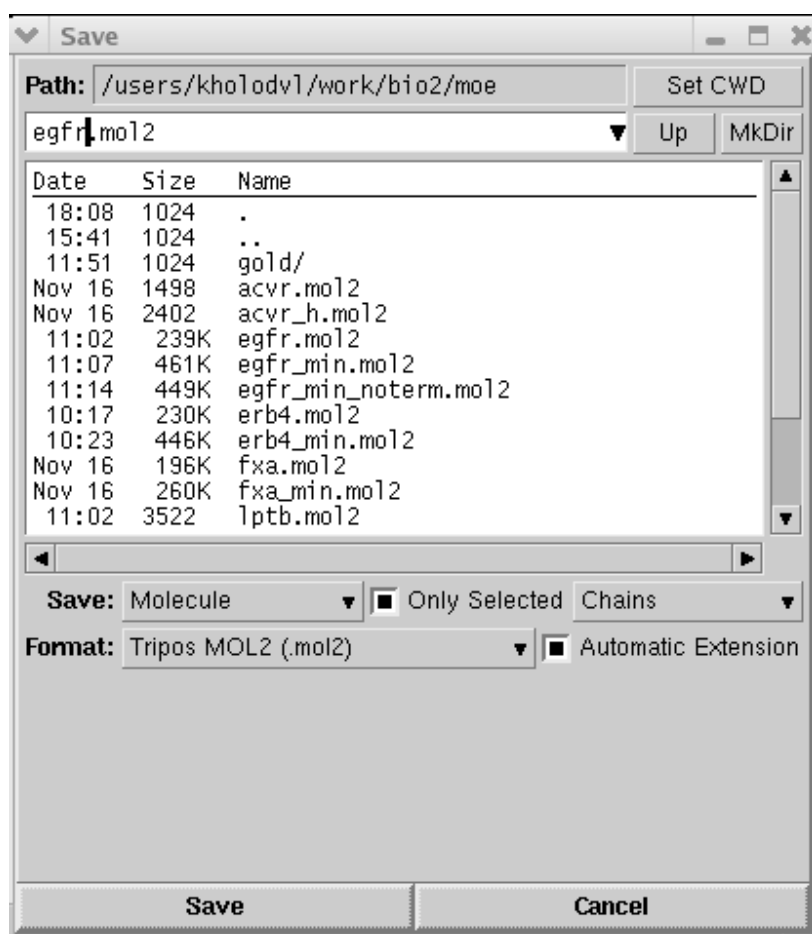 Save
Path: /users/kholodvl/work/bio2/moe Set CWD
egfr.mol2 Up MkDir
Date Size Name
18:08 1024 .
15:41 1024 ..
11:51 1024 gold/
Nov 16 1498 acvr.mol2
Nov 16 2402 acvr_h.mol2
11:02 239K egfr.mol2
11:07 461K egfr_min.mol2
11:14 449K egfr_min_noterm.mol2
10:17 230K erb4.mol2
10:23 446K erb4_min.mol2
Nov 16 196K fxa.mol2
Nov 16 260K fxa_min.mol2
11:02 3522 lptb.mol2
Save: Molecule Only Selected Chains
Format: Tripos MOL2 (.mol2) Automatic Extension
Save Cancel